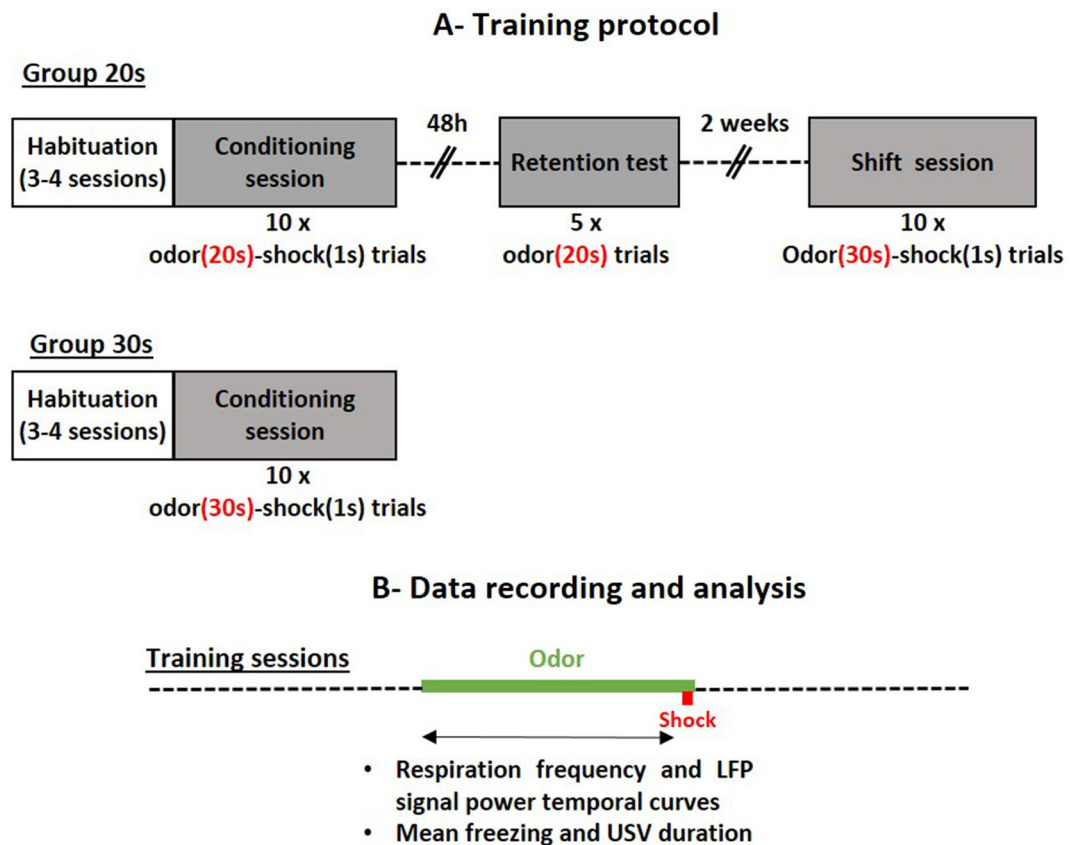 A- Training protocol
Group 20s
Habituation
(3-4 sessions)
Conditioning
session
48h
Retention test
2 weeks
Shift session
10 x
odor(20s)-shock(1s) trials
5 x
odor(20s) trials
10 x
Odor(30s)-shock(1s) trials
Group 30s
Habituation
(3-4 sessions)
Conditioning
session
10 x
odor(30s)-shock(1s) trials
B- Data recording and analysis
Training sessions
Odor
Shock
• Respiration frequency and LFP
signal power temporal curves
• Mean freezing and USV duration